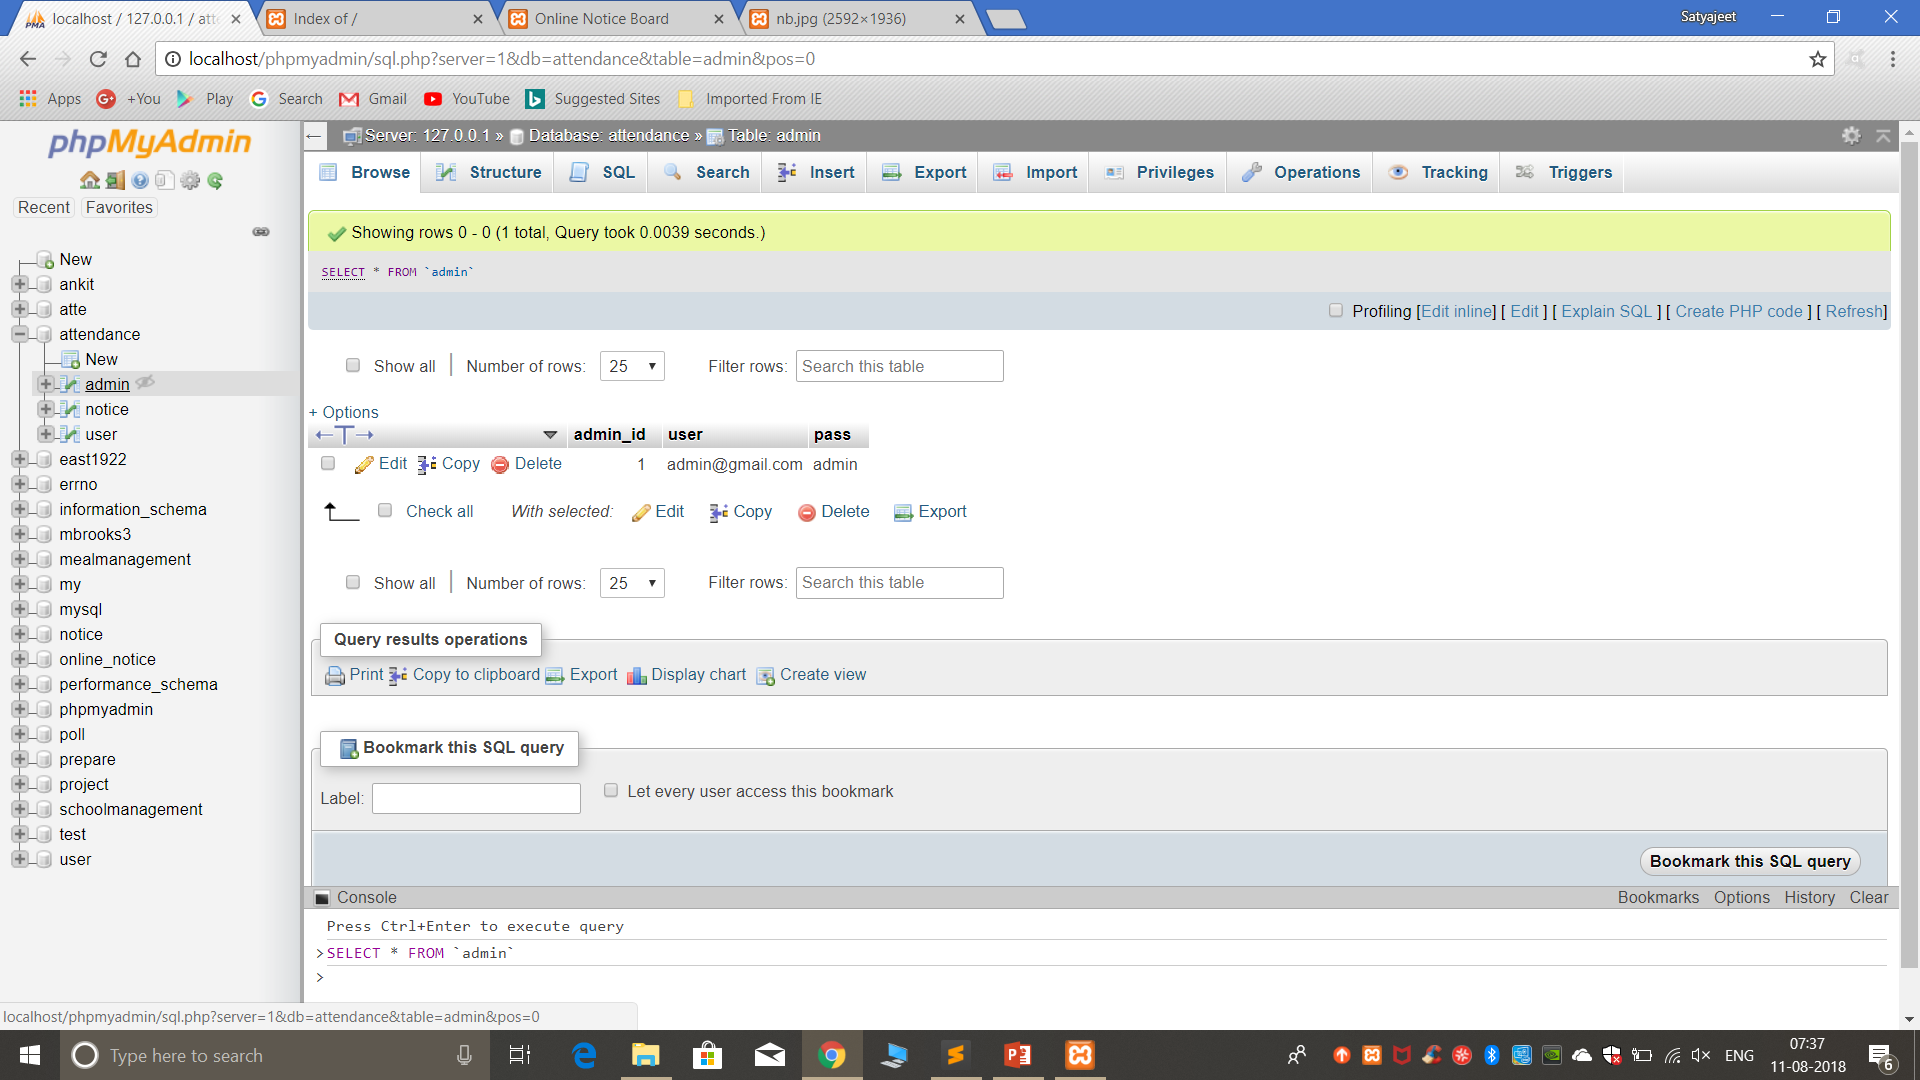 localhost / 127.0.0.1 / atte
Index of /
Online Notice Board
nb.jpg (2592×1936)
Satyajeet
localhost/phpmyadmin/sql.php?server=1&db=attendance&table=admin&pos=0
Apps
+You
Play
Search
Gmail
YouTube
Suggested Sites
Imported From IE
phpMyAdmin
Recent
Favorites
New
ankit
atte
attendance
New
admin
notice
user
east1922
errno
information_schema
mbrooks3
mealmanagement
my
mysql
notice
online_notice
performance_schema
phpmyadmin
poll
prepare
project
schoolmanagement
test
user
Server: 127.0.0.1 » Database: attendance » Table: admin
Browse
Structure
SQL
Search
Insert
Export
Import
Privileges
Operations
Tracking
Triggers
Showing rows 0 - 0 (1 total, Query took 0.0039 seconds.)
SELECT * FROM `admin`
Profiling [Edit inline] [ Edit ] [ Explain SQL ] [ Create PHP code ] [ Refresh]
Show all
Number of rows: 25
Filter rows: Search this table
+ Options
admin_id user pass
Edit Copy Delete 1 admin@gmail.com admin
Check all With selected: Edit Copy Delete Export
Show all
Number of rows: 25
Filter rows: Search this table
Query results operations
Print Copy to clipboard Export Display chart Create view
Bookmark this SQL query
Label:
Let every user access this bookmark
Bookmark this SQL query
Console
Bookmarks Options History Clear
Press Ctrl+Enter to execute query
>SELECT * FROM `admin`
>
localhost/phpmyadmin/sql.php?server=1&db=attendance&table=admin&pos=0
Type here to search
ENG
07:37
11-08-2018
6